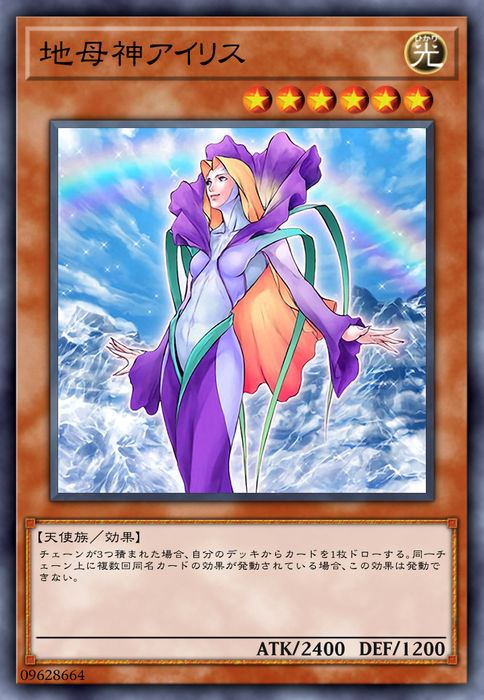 地母神アイリス
ひかり
光
【天使族／効果】
チェーンが3つ積まれた場合、自分のデッキからカードを1枚ドローする。同一チ
ェーン上に複数回同名カードの効果が発動されている場合、この効果は発動で
きない。
ATK/2400 DEF/1200
09628664